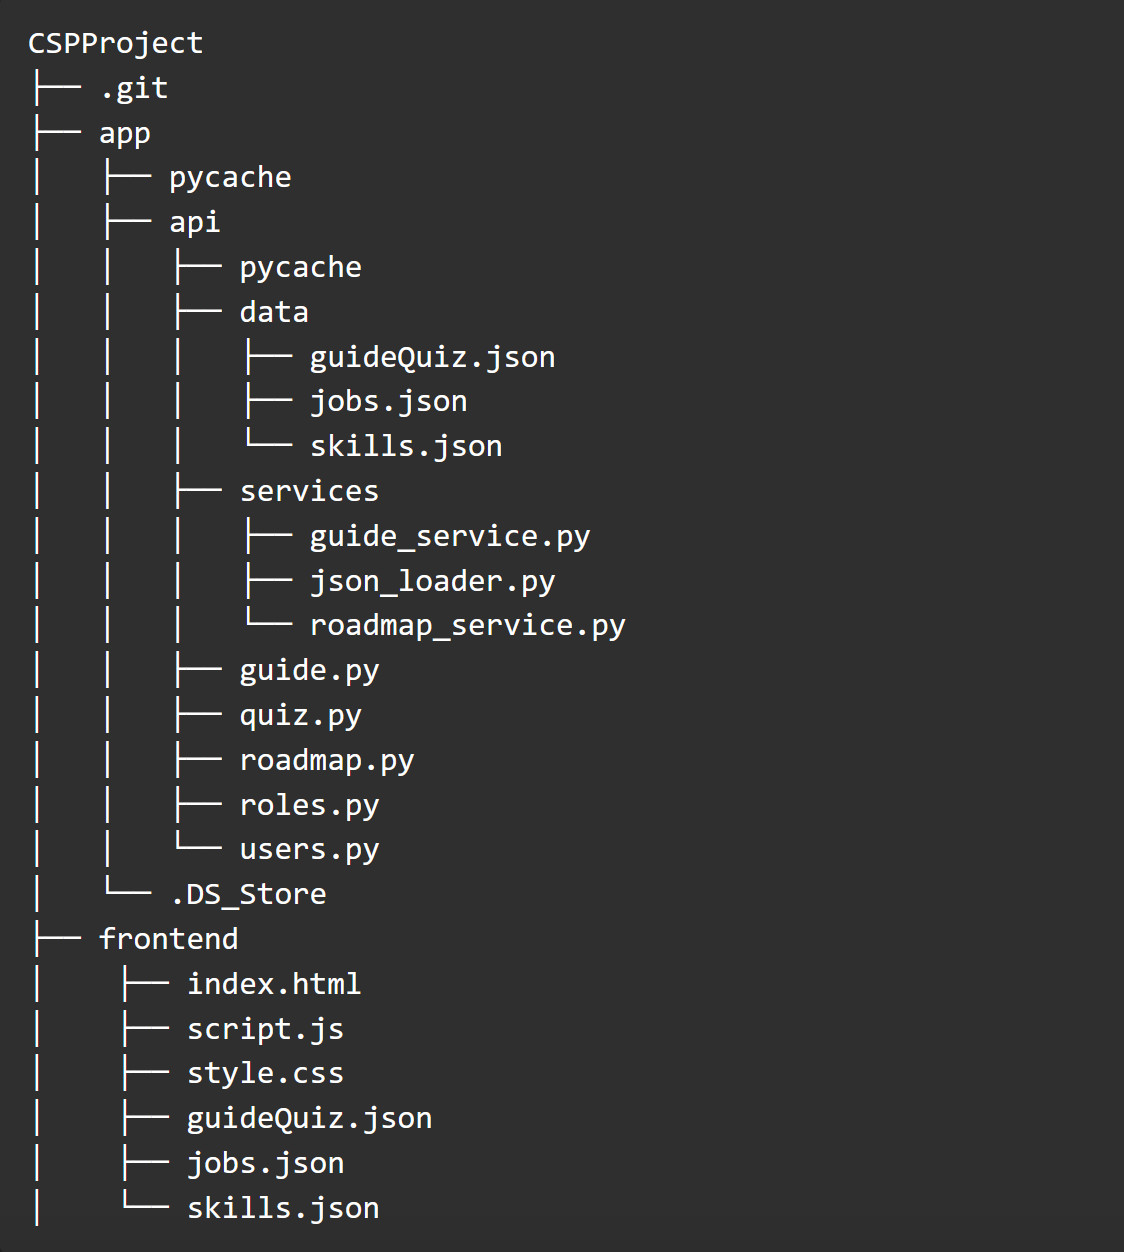 CSPProject
├── .git
├── app
│   ├── pycache
│   ├── api
│   │   ├── pycache
│   │   ├── data
│   │   │   ├── guideQuiz.json
│   │   │   ├── jobs.json
│   │   │   └── skills.json
│   │   ├── services
│   │   │   ├── guide_service.py
│   │   │   ├── json_loader.py
│   │   │   └── roadmap_service.py
│   │   ├── guide.py
│   │   ├── quiz.py
│   │   ├── roadmap.py
│   │   ├── roles.py
│   │   └── users.py
│   └── .DS_Store
├── frontend
│    ├── index.html
│    ├── script.js
│    ├── style.css
│    ├── guideQuiz.json
│    ├── jobs.json
│    └── skills.json